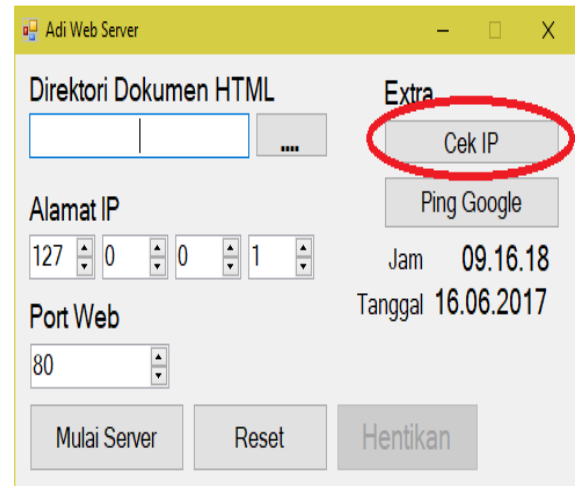 Adi Web Server
Direktori Dokumen HTML
....
Extra
Cek IP
Ping Google
Alamat IP
127 0 0 1
Jam 09.16.18
Tanggal 16.06.2017
Port Web
80
Mulai Server Reset Hentikan